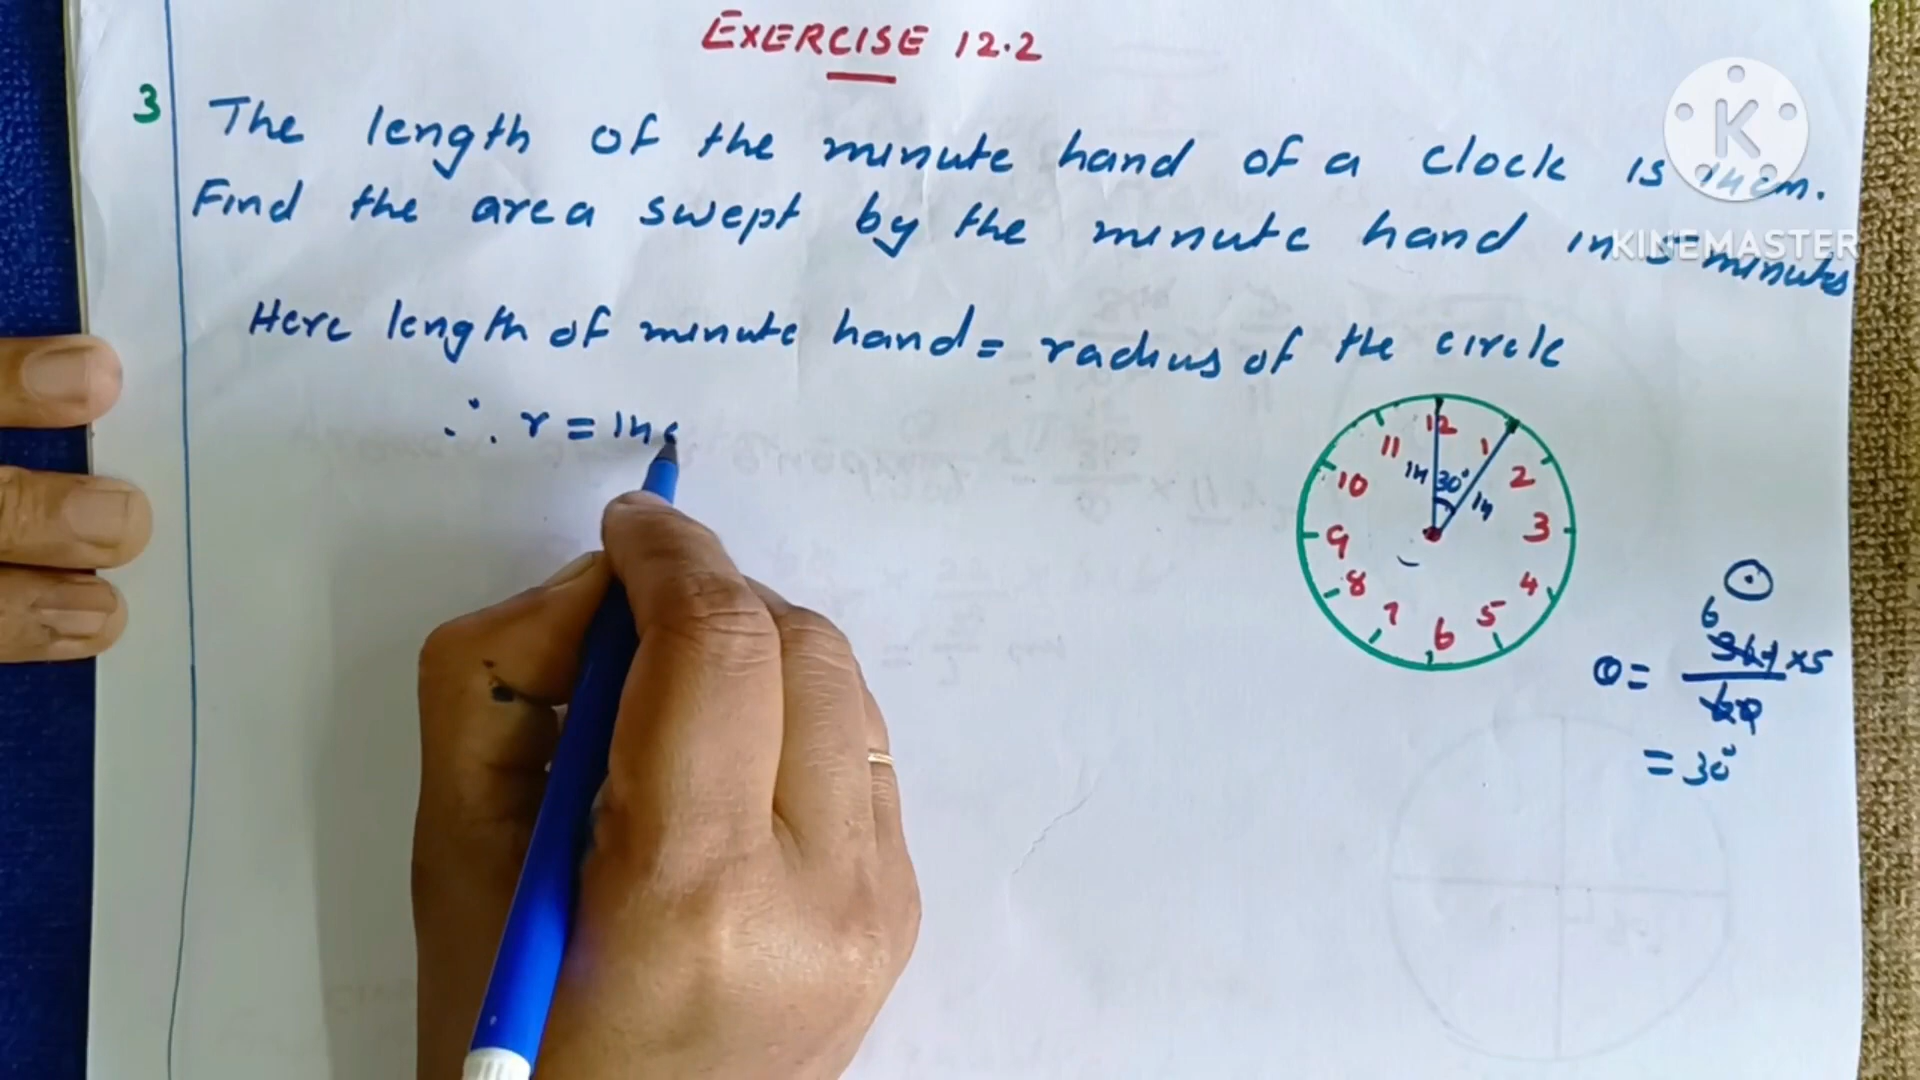 EXERCISE 12.2
3 The length of the minute hand of a clock is 14cm.
Find the area swept by the minute hand in 5 minutes
Here length of minute hand = radius of the circle
∴ r = 14c
12
11 1
10 14 30° 14 2
9 3
8 4
7 5
6
6
θ = 360×5
60
= 30°
K
KINEMASTER